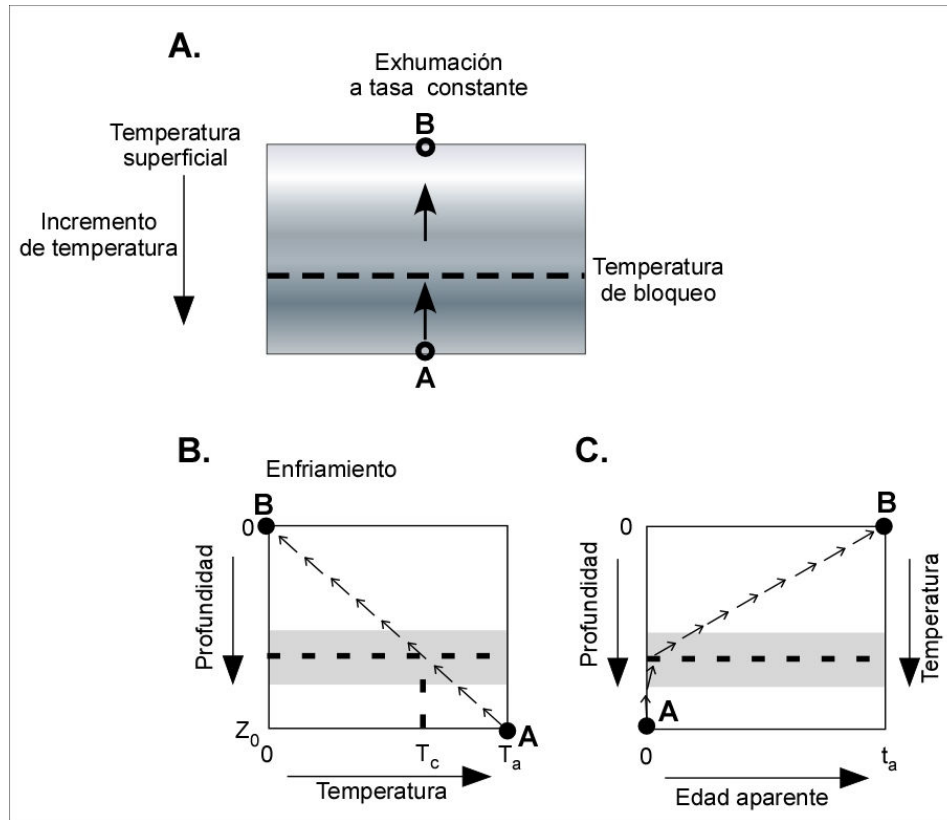 A.
Exhumación
a tasa constante
B
Temperatura
superficial
Incremento
de temperatura
Temperatura
de bloqueo
A
B.
Enfriamiento
B
0
Profundidad
Z0
0
Tc
Ta
A
Temperatura
C.
B
0
Profundidad
Temperatura
A
0
ta
Edad aparente